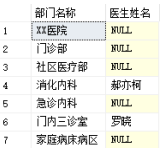 部门名称 医生姓名
1 XX医院 NULL
2 门诊部 NULL
3 社区医疗部 NULL
4 消化内科 郝亦柯
5 急诊内科 NULL
6 门内三诊室 罗晓
7 家庭病床病区 NULL